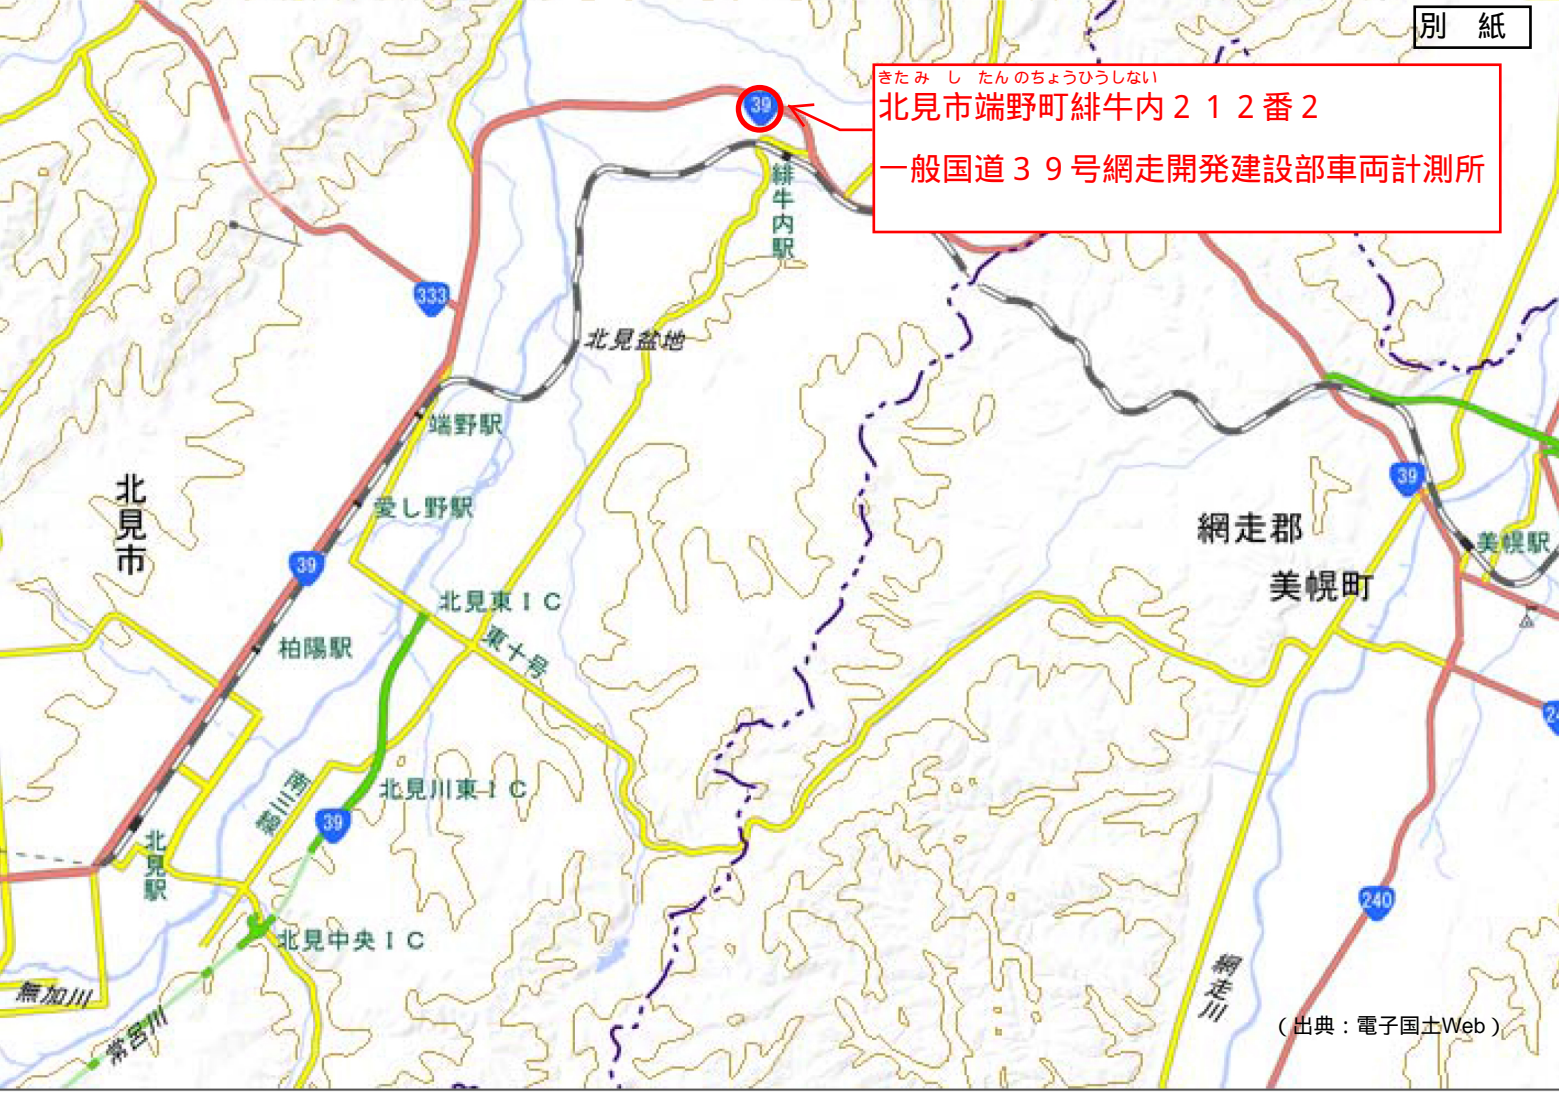 別　紙
きたみ　し　たんのちょうひうしない
北見市端野町緋牛内２１２番２
一般国道３９号網走開発建設部車両計測所
39
緋牛内駅
333
北見盆地
端野駅
39
北見市
愛し野駅
網走郡
美幌駅
39
美幌町
北見東ＩＣ
東十号
柏陽駅
24
南三線
北見川東ＩＣ
39
北見駅
240
北見中央ＩＣ
網走川
無加川
常呂川
（出典：電子国土Web）